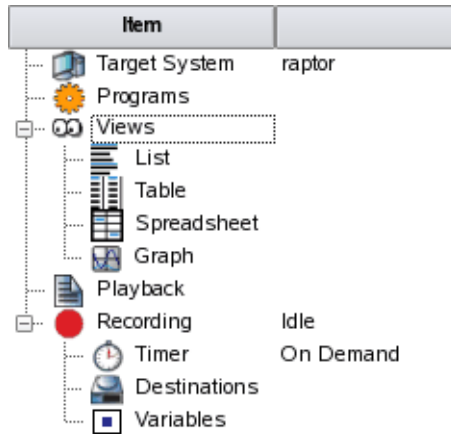 Item
Target System raptor
Programs
Views
List
Table
Spreadsheet
Graph
Playback
Recording Idle
Timer On Demand
Destinations
Variables